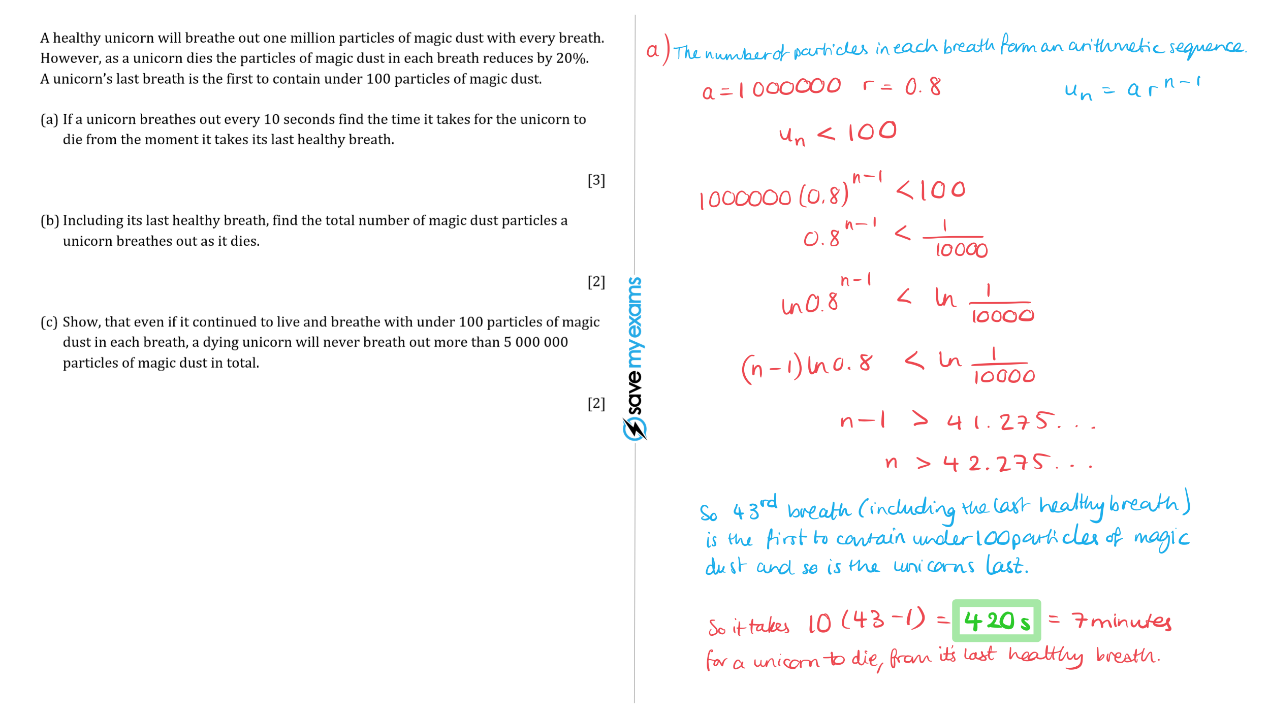 A healthy unicorn will breathe out one million particles of magic dust with every breath.
However, as a unicorn dies the particles of magic dust in each breath reduces by 20%.
A unicorn's last breath is the first to contain under 100 particles of magic dust.
(a) If a unicorn breathes out every 10 seconds find the time it takes for the unicorn to
die from the moment it takes its last healthy breath.
[3]
(b) Including its last healthy breath, find the total number of magic dust particles a
unicorn breathes out as it dies.
[2]
(c) Show, that even if it continued to live and breathe with under 100 particles of magic
dust in each breath, a dying unicorn will never breath out more than 5 000 000
particles of magic dust in total.
[2]
save my exams
a) The number of particles in each breath form an arithmetic sequence.
a = 1 000000 r = 0.8 uₙ = a rⁿ⁻¹
uₙ < 100
1000000 (0.8)ⁿ⁻¹ < 100
0.8ⁿ⁻¹ < 1/10000
ln 0.8ⁿ⁻¹ < ln 1/10000
(n-1) ln 0.8 < ln 1/10000
n-1 > 41.275...
n > 42.275...
So 43rd breath (including the last healthy breath)
is the first to contain under 100 particles of magic
dust and so is the unicorns last.
So it takes 10 (43-1) = 420s = 7 minutes
for a unicorn to die, from it's last healthy breath.